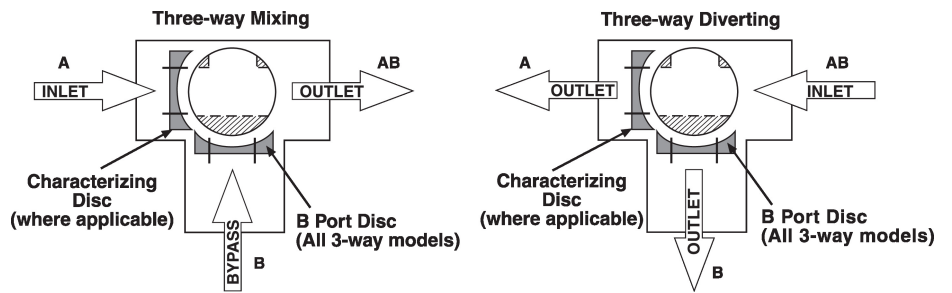 Three-way Mixing
A
AB
INLET
OUTLET
Characterizing
Disc
(where applicable)
BYPASS
B
B Port Disc
(All 3-way models)
Three-way Diverting
A
AB
OUTLET
INLET
Characterizing
Disc
(where applicable)
OUTLET
B
B Port Disc
(All 3-way models)